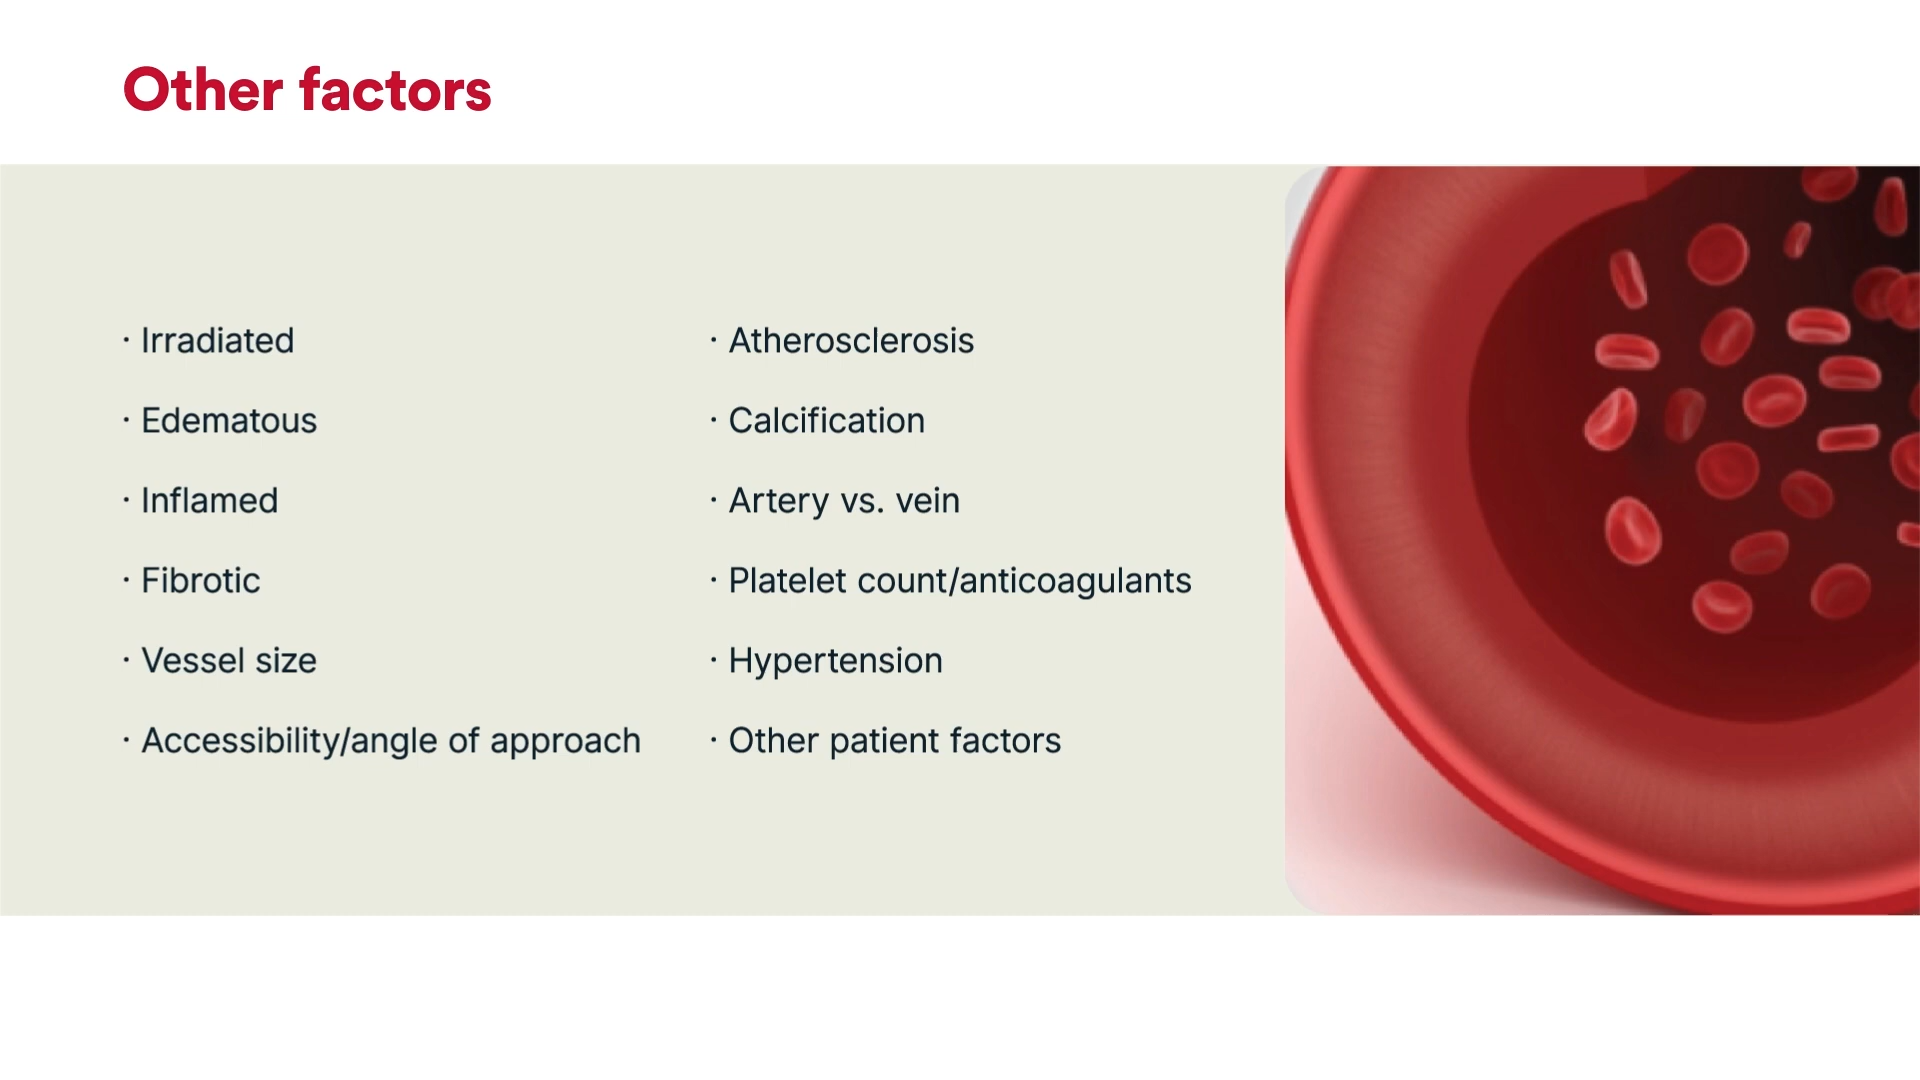 Other factors
· Irradiated
· Edematous
· Inflamed
· Fibrotic
· Vessel size
· Accessibility/angle of approach
· Atherosclerosis
· Calcification
· Artery vs. vein
· Platelet count/anticoagulants
· Hypertension
· Other patient factors